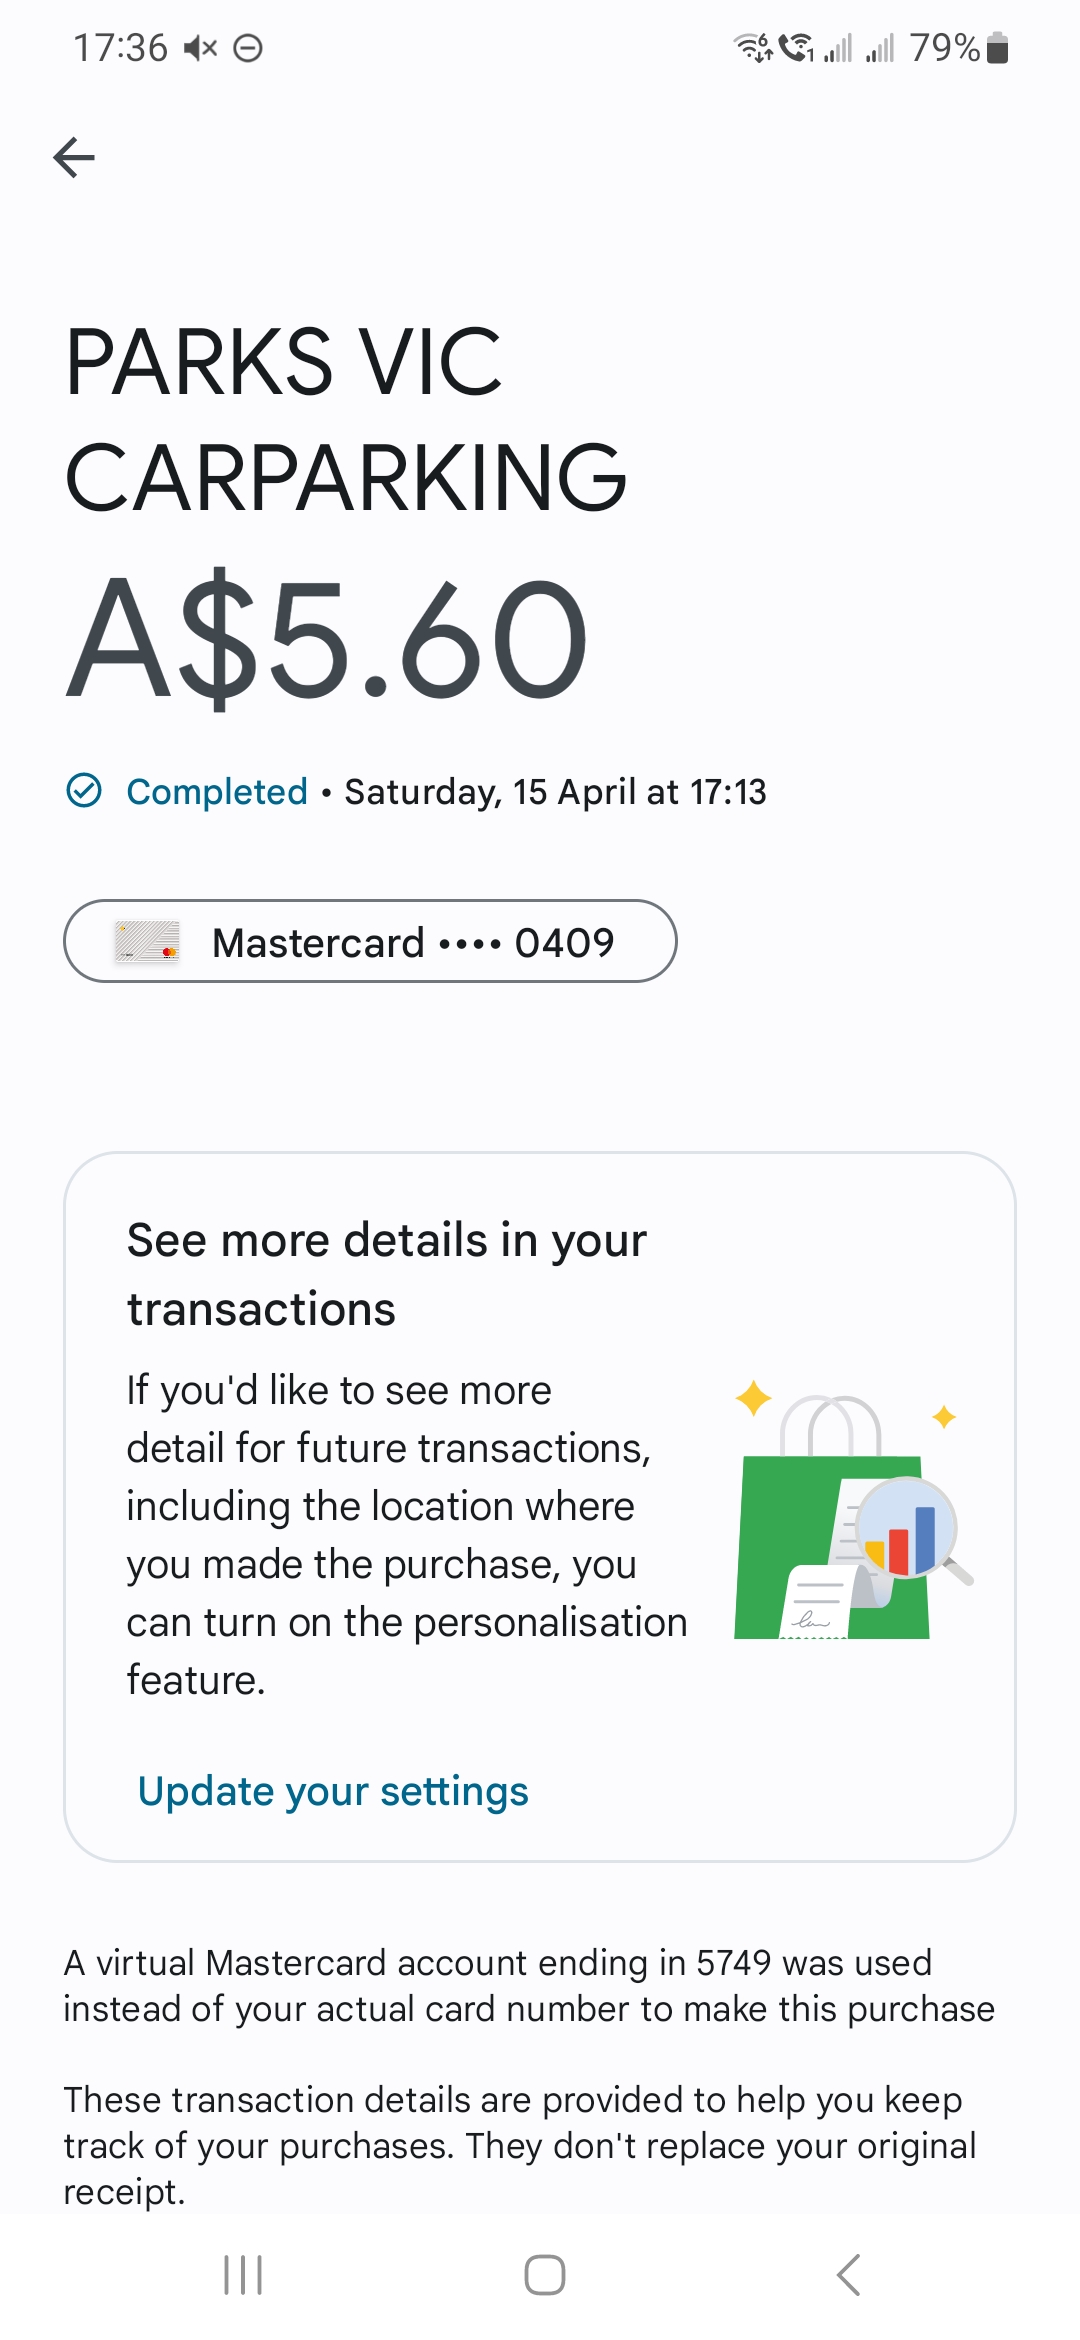 17:36
6 1 79%
PARKS VIC
CARPARKING
A$5.60
Completed • Saturday, 15 April at 17:13
Mastercard •••• 0409
See more details in your
transactions
If you'd like to see more
detail for future transactions,
including the location where
you made the purchase, you
can turn on the personalisation
feature.
Update your settings
A virtual Mastercard account ending in 5749 was used
instead of your actual card number to make this purchase
These transaction details are provided to help you keep
track of your purchases. They don't replace your original
receipt.